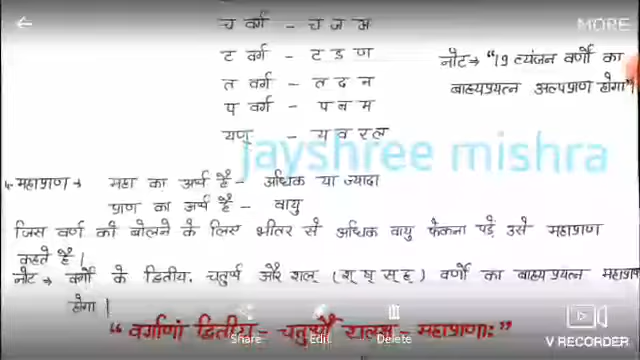 च वर्ग - च ज ञ
MORE
ट वर्ग - ट ड ण
त वर्ग - त द न
प वर्ग - प ब म
यण् - य व र ल
नोट → "19 व्यंजन वर्णों का
बाह्यप्रयत्न अल्पप्राण होगा"।
jayshree mishra
महाप्राण → महा का अर्थ है - अधिक या ज्यादा
प्राण का अर्थ है - वायु
जिस वर्ण को बोलने के लिए भीतर से अधिक वायु फेंकना पड़े उसे महाप्राण
कहते है।
नोट → वर्गों के द्वितीय, चतुर्थ और शल् (श् ष् स् ह्) वर्णों का बाह्यप्रयत्न महाप्राण
होगा।
"वर्गाणां द्वितीय - चतुर्थौ शलश्च - महाप्राणाः"
Share Edit Delete
V RECORDER